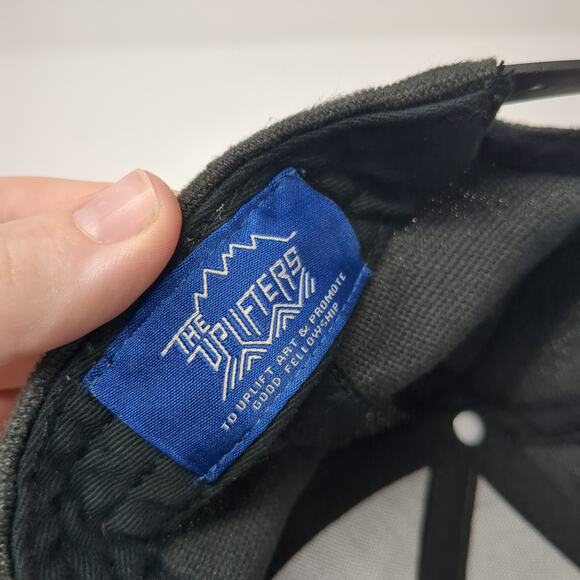 THE
UPLIFTERS
TO UPLIFT ART & PROMOTE
GOOD FELLOWSHIP